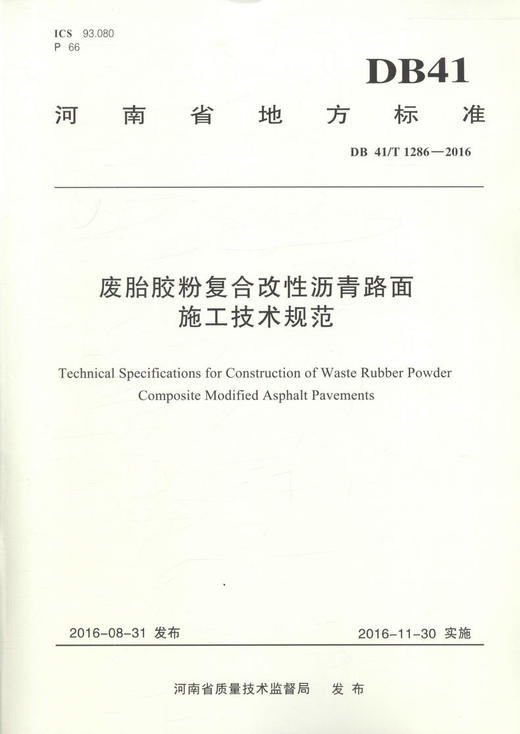 ICS 93.080
P 66
DB41
河南省地方标准
DB 41/T 1286—2016
废胎胶粉复合改性沥青路面
施工技术规范
Technical Specifications for Construction of Waste Rubber Powder
Composite Modified Asphalt Pavements
2016-08-31 发布 2016-11-30 实施
河南省质量技术监督局 发布